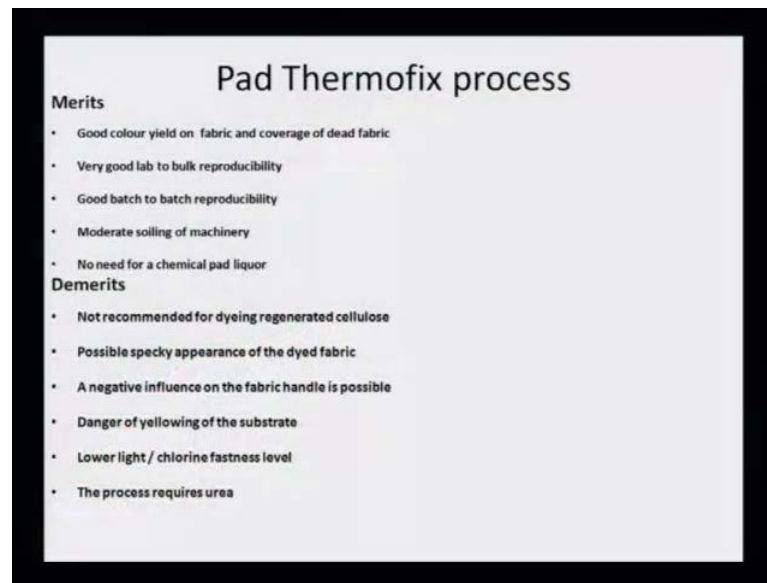 Pad Thermofix process
Merits
• Good colour yield on fabric and coverage of dead fabric
• Very good lab to bulk reproducibility
• Good batch to batch reproducibility
• Moderate soiling of machinery
• No need for a chemical pad liquor
Demerits
• Not recommended for dyeing regenerated cellulose
• Possible specky appearance of the dyed fabric
• A negative influence on the fabric handle is possible
• Danger of yellowing of the substrate
• Lower light / chlorine fastness level
• The process requires urea